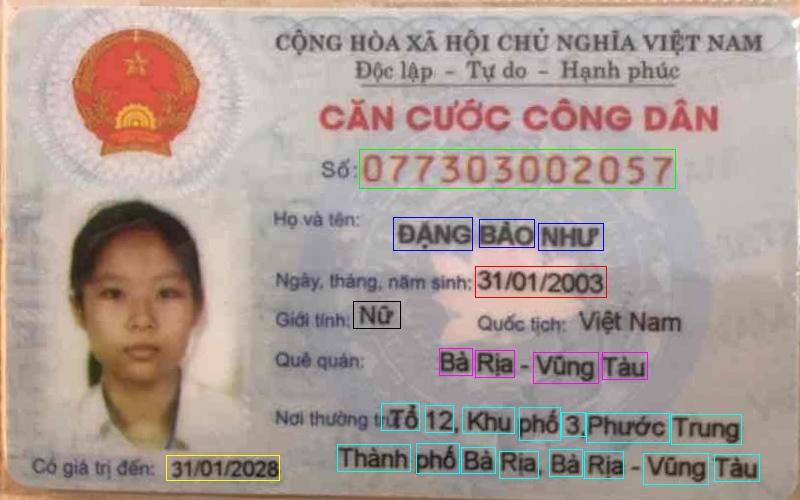 CỘNG HÒA XÃ HỘI CHỦ NGHĨA VIỆT NAM
Độc lập - Tự do - Hạnh phúc
CĂN CƯỚC CÔNG DÂN
Số: 077303002057
Họ và tên: ĐẶNG BẢO NHƯ
Ngày, tháng, năm sinh: 31/01/2003
Giới tính: Nữ Quốc tịch: Việt Nam
Quê quán: Bà Rịa - Vũng Tàu
Nơi thường trú: Tổ 12, Khu phố 3, Phước Trung
Thành phố Bà Rịa, Bà Rịa - Vũng Tàu
Có giá trị đến: 31/01/2028